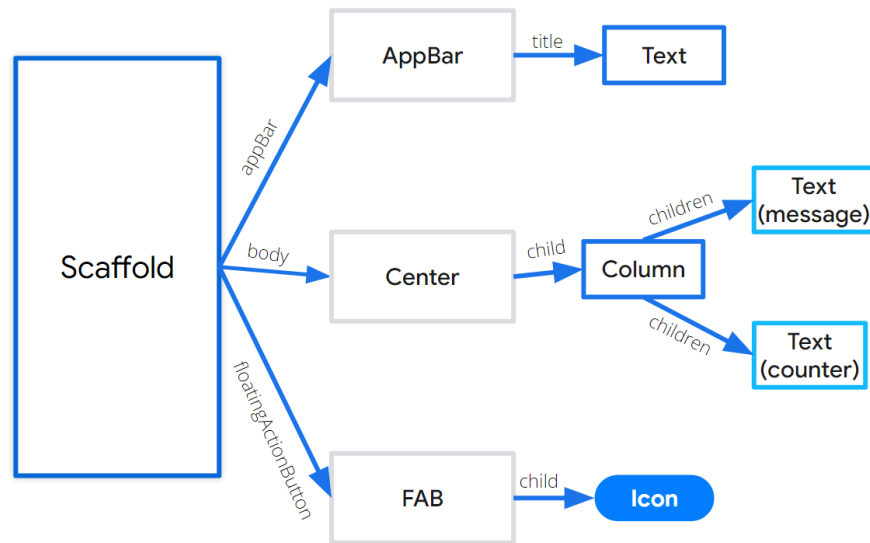 AppBar
title
Text
appBar
Scaffold
body
Center
child
Column
children
Text
(message)
children
Text
(counter)
floatingActionButton
FAB
child
Icon